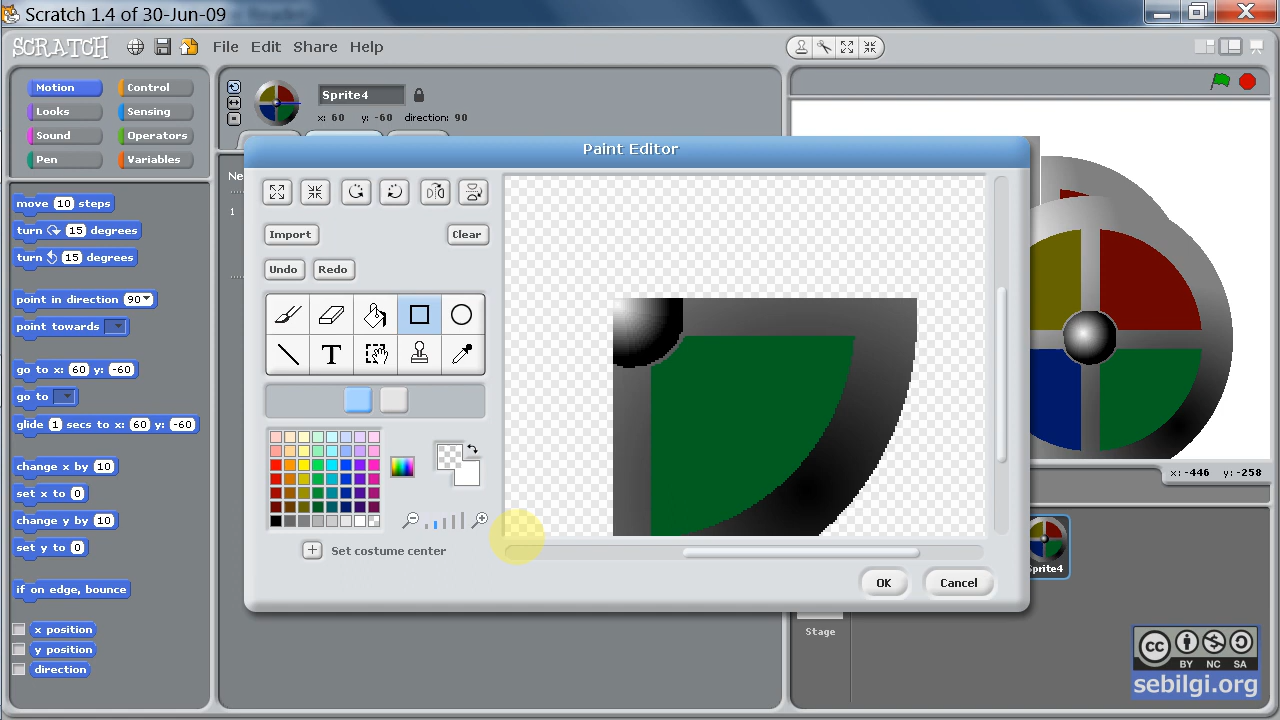 Scratch 1.4 of 30-Jun-09
SCRATCH File Edit Share Help
Motion Control
Looks Sensing
Sound Operators
Pen Variables
Sprite4
x: 60 y: -60 direction: 90
Paint Editor
Ne
1
Import Clear
Undo Redo
T
Set costume center
OK Cancel
move 10 steps
turn 15 degrees
turn 15 degrees
point in direction 90
point towards
go to x: 60 y: -60
go to
glide 1 secs to x: 60 y: -60
change x by 10
set x to 0
change y by 10
set y to 0
if on edge, bounce
x position
y position
direction
x: -446 y: -258
Sprite4
Stage
cc BY NC SA
sebilgi.org